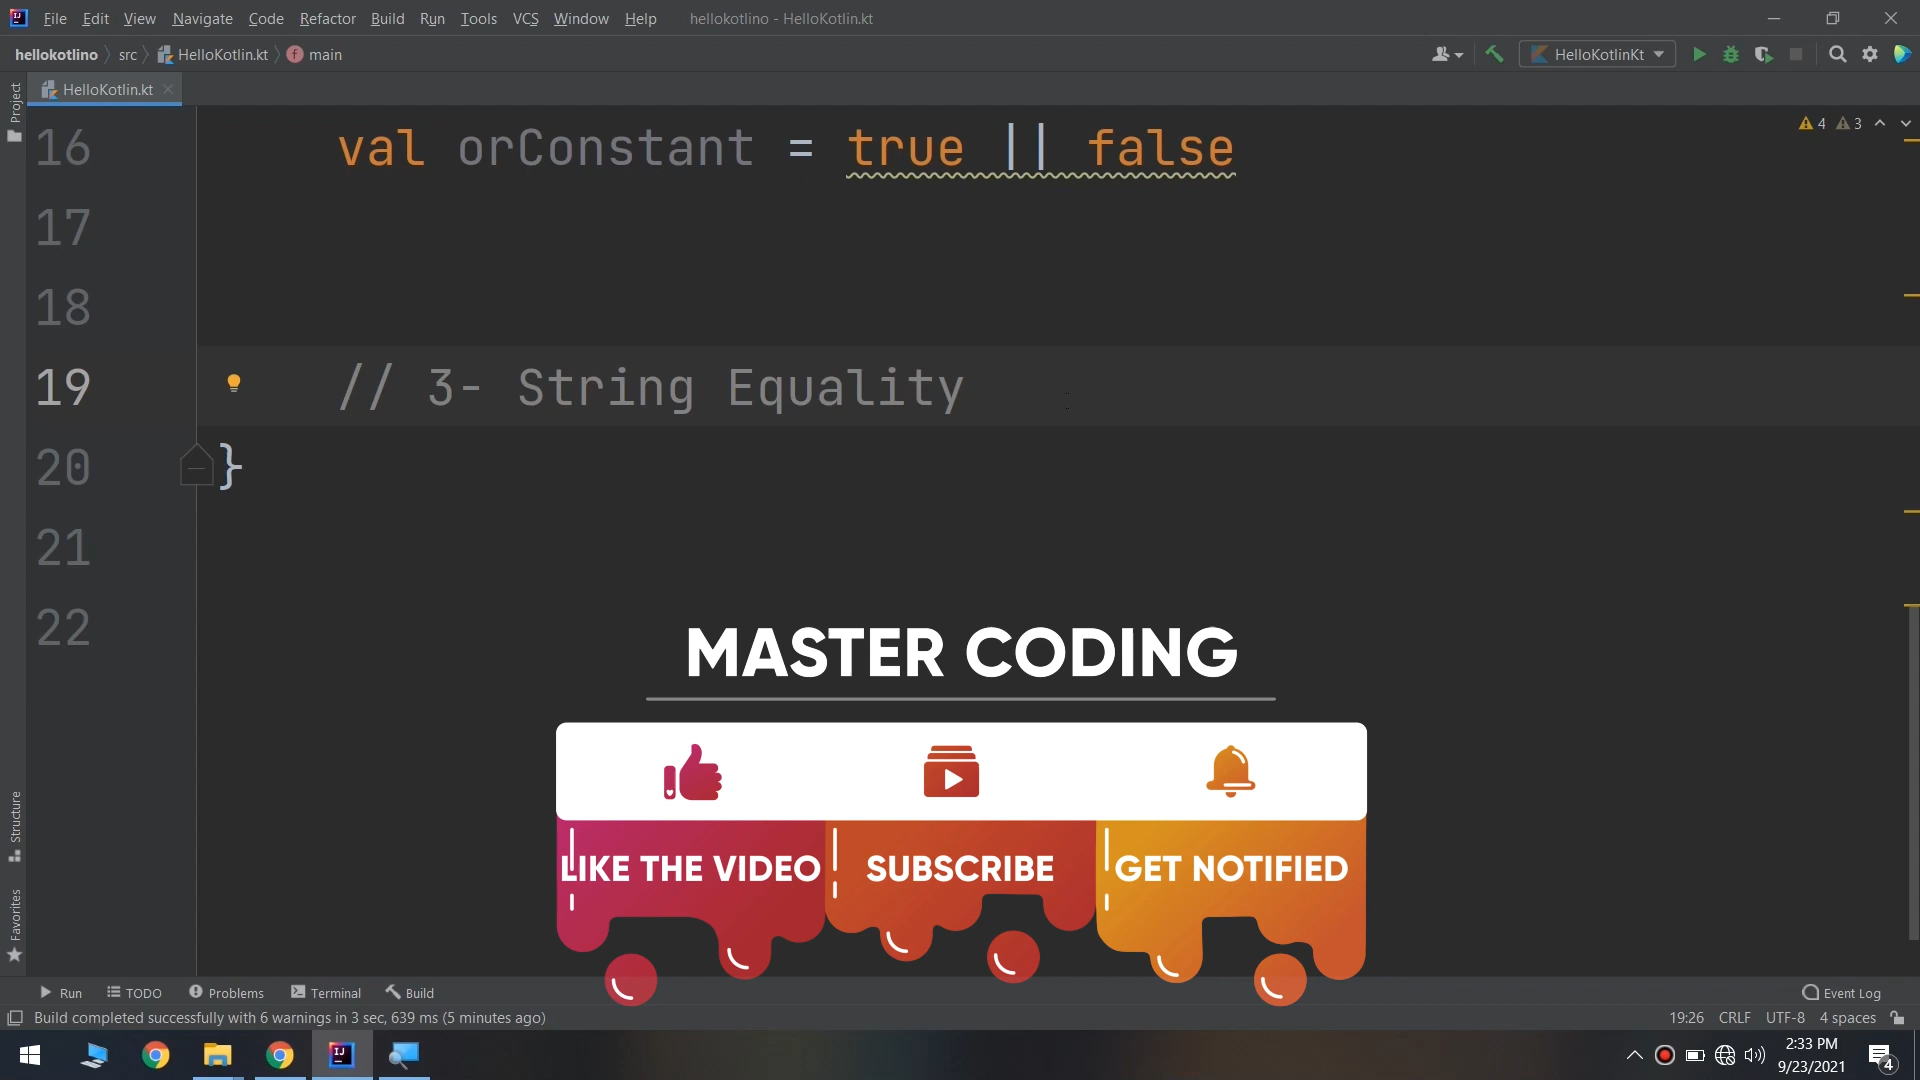 File Edit View Navigate Code Refactor Build Run Tools VCS Window Help hellokotlino - HelloKotlin.kt
hellokotlino src HelloKotlin.kt main HelloKotlinKt
HelloKotlin.kt
4 3
Project
16 val orConstant = true || false
17
18
19 // 3- String Equality
20 }
21
22
MASTER CODING
LIKE THE VIDEO SUBSCRIBE GET NOTIFIED
Structure
Favorites
Run TODO Problems Terminal Build Event Log
Build completed successfully with 6 warnings in 3 sec, 639 ms (5 minutes ago) 19:26 CRLF UTF-8 4 spaces
2:33 PM
9/23/2021
4